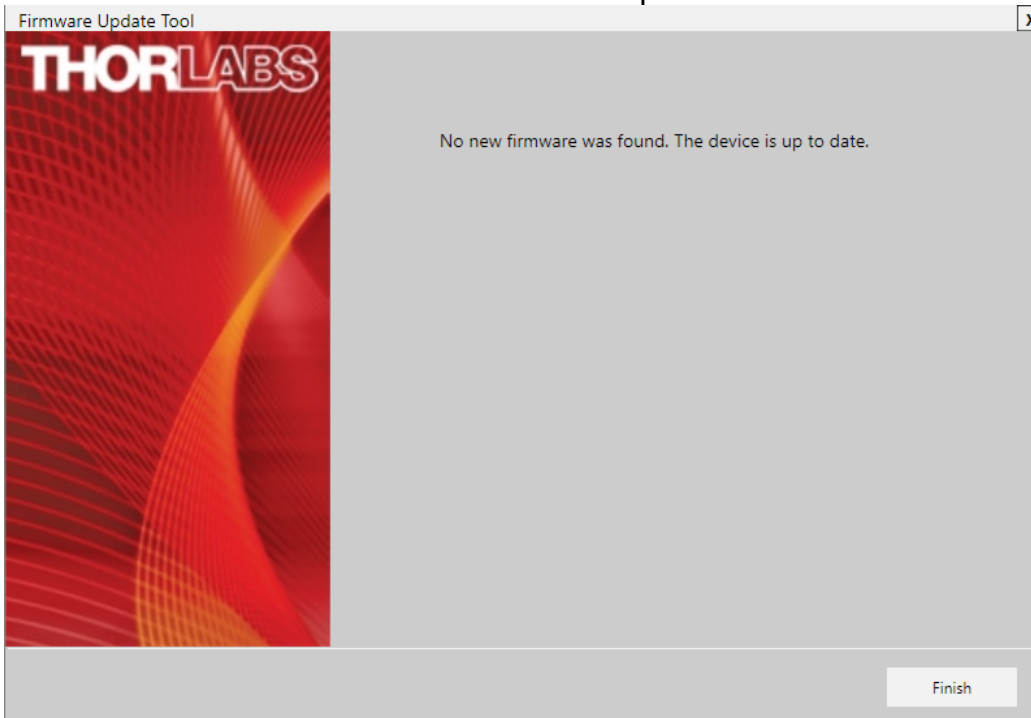 Firmware Update Tool
X
THORLABS
No new firmware was found. The device is up to date.
Finish